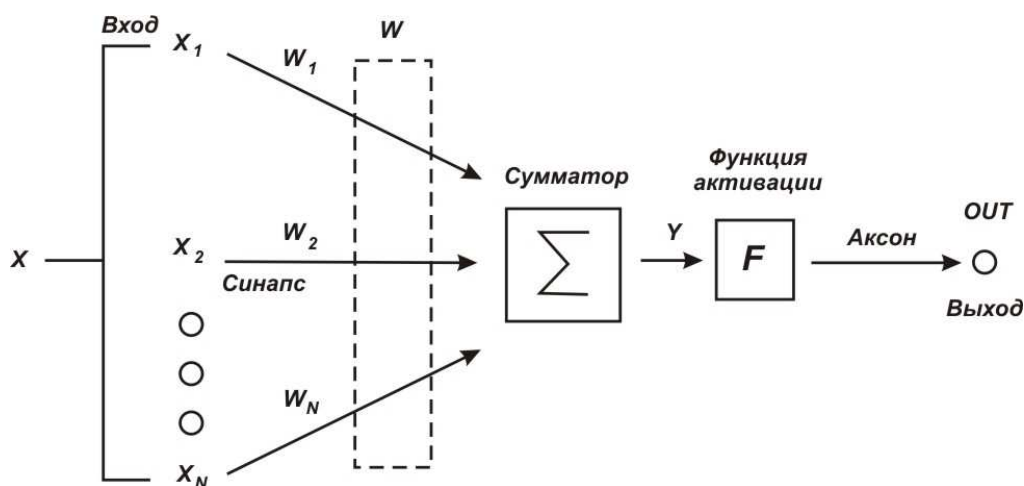 Вход
X1
W1
W
Сумматор
Функция
активации
X
X2
W2
Синапс
Σ
Y
F
Аксон
OUT
Выход
WN
XN